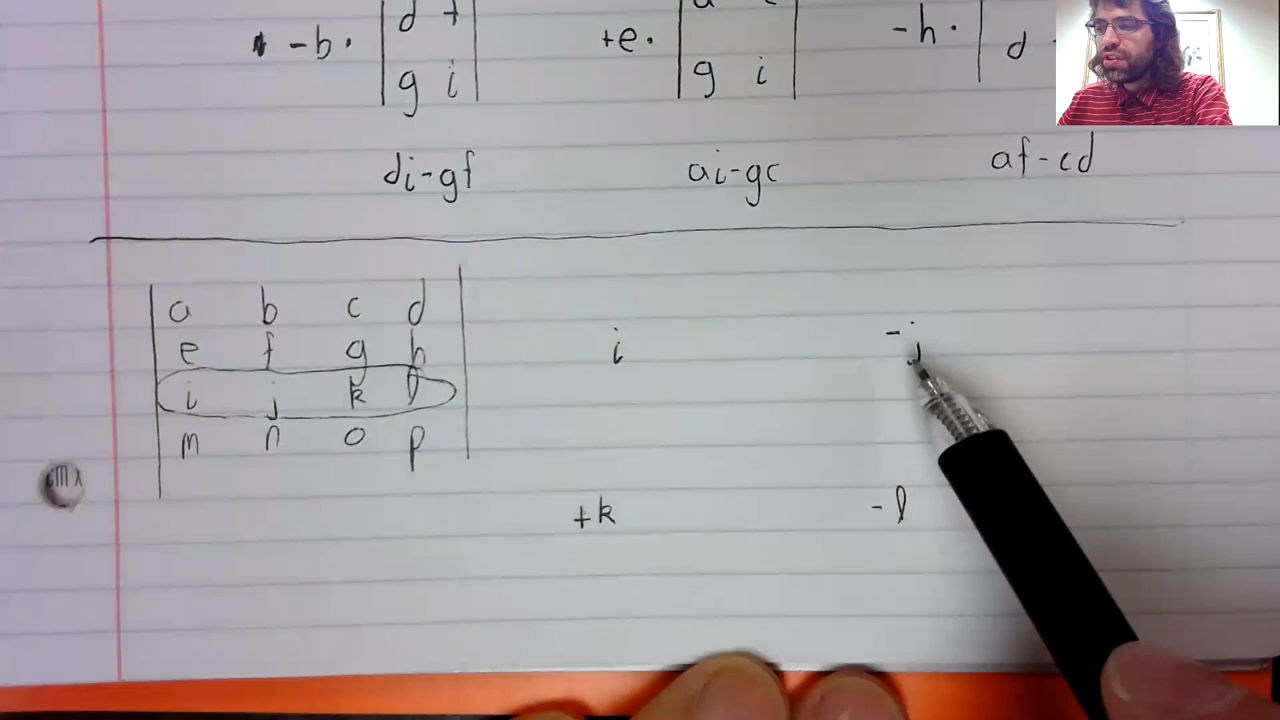 - b · | d f | + e · | a c | - h · |
| g i | | g i | | d
di - gf ai - gc af - cd
| a b c d |
| e f g h | i - j
| i j k l |
| m n o p |
+ k - l